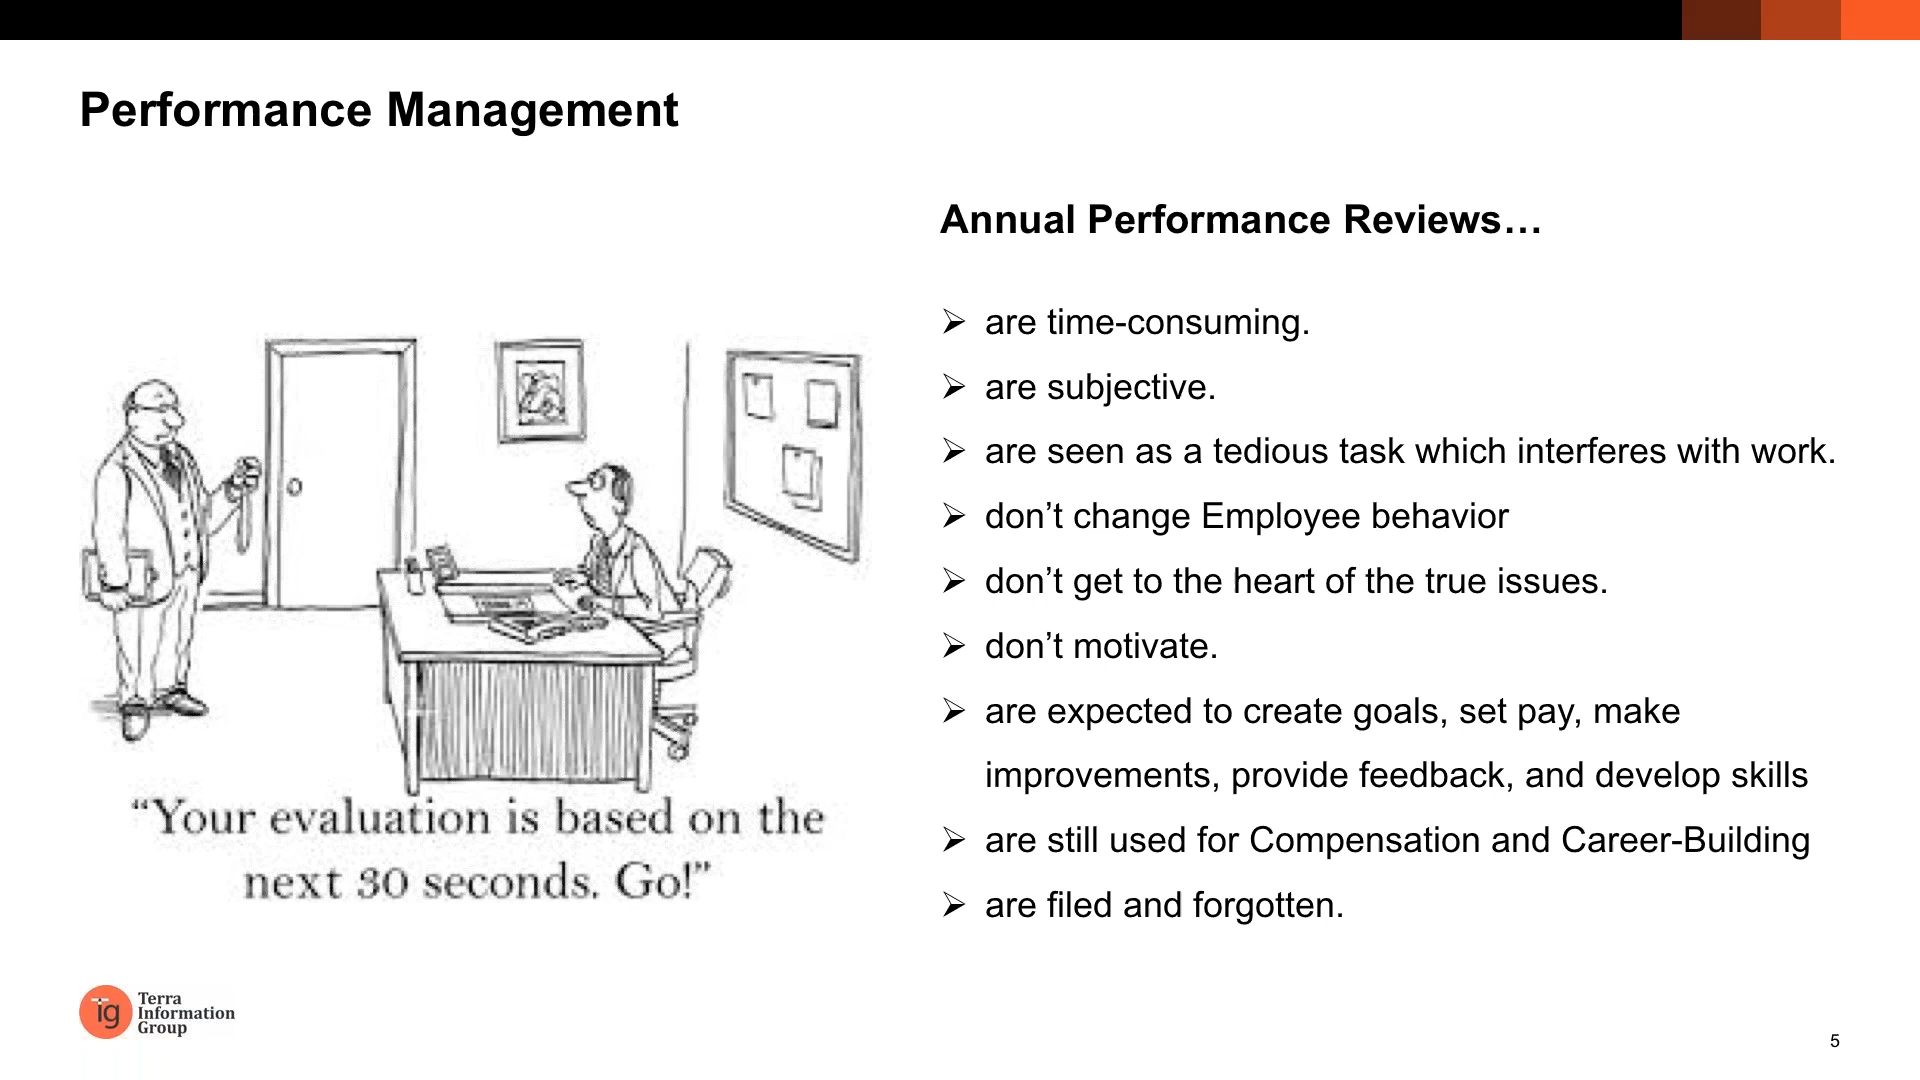 Performance Management
Annual Performance Reviews…
➢ are time-consuming.
➢ are subjective.
➢ are seen as a tedious task which interferes with work.
➢ don’t change Employee behavior
➢ don’t get to the heart of the true issues.
➢ don’t motivate.
➢ are expected to create goals, set pay, make
improvements, provide feedback, and develop skills
➢ are still used for Compensation and Career-Building
➢ are filed and forgotten.
“Your evaluation is based on the
next 30 seconds. Go!”
tig
Terra
Information
Group
5